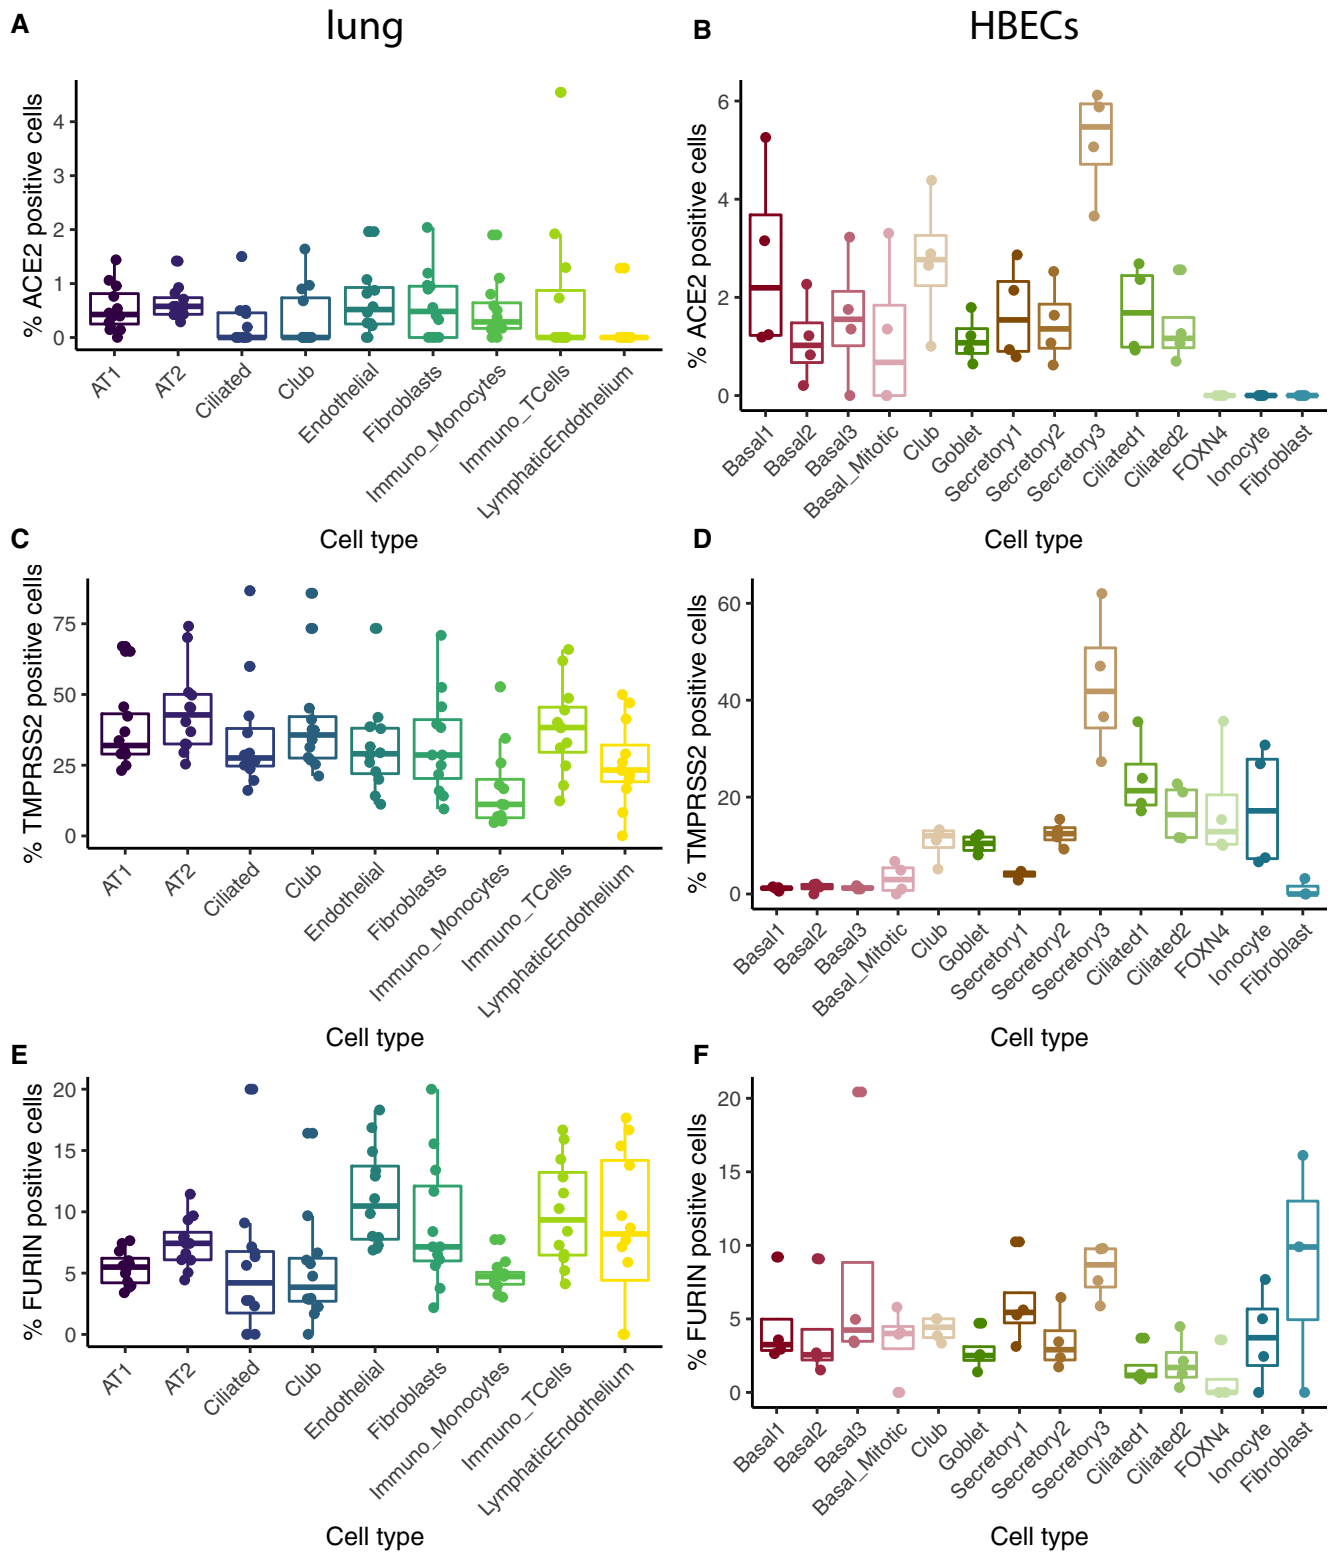 A
lung
B
HBECs
% ACE2 positive cells
4
3
2
1
0
AT1
AT2
Ciliated
Club
Endothelial
Fibroblasts
Immuno_Monocytes
Immuno_TCells
LymphaticEndothelium
Cell type
% ACE2 positive cells
6
4
2
0
Basal1
Basal2
Basal3
Basal_Mitotic
Club
Goblet
Secretory1
Secretory2
Secretory3
Ciliated1
Ciliated2
FOXN4
Ionocyte
Fibroblast
Cell type
C
% TMPRSS2 positive cells
75
50
25
0
AT1
AT2
Ciliated
Club
Endothelial
Fibroblasts
Immuno_Monocytes
Immuno_TCells
LymphaticEndothelium
Cell type
D
% TMPRSS2 positive cells
60
40
20
0
Basal1
Basal2
Basal3
Basal_Mitotic
Club
Goblet
Secretory1
Secretory2
Secretory3
Ciliated1
Ciliated2
FOXN4
Ionocyte
Fibroblast
Cell type
E
% FURIN positive cells
20
15
10
5
0
AT1
AT2
Ciliated
Club
Endothelial
Fibroblasts
Immuno_Monocytes
Immuno_TCells
LymphaticEndothelium
Cell type
F
% FURIN positive cells
20
15
10
5
0
Basal1
Basal2
Basal3
Basal_Mitotic
Club
Goblet
Secretory1
Secretory2
Secretory3
Ciliated1
Ciliated2
FOXN4
Ionocyte
Fibroblast
Cell type